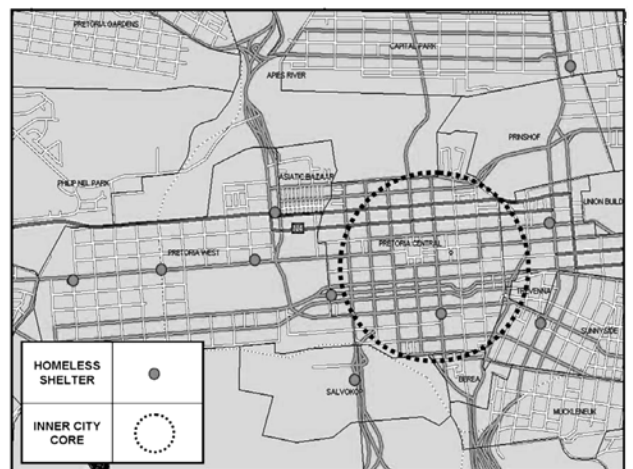 PRETORIA GARDENS
CAPITAL PARK
APIES RIVER
PRINSHOF
ASIATIC BAZAAR
PHILIP NEL PARK
UNION BUILD
PRETORIA WEST
PRETORIA CENTRAL
TREVENNA
SUNNYSIDE
BEREA
SALVOKOP
MUCKLENEUK
HOMELESS
SHELTER
INNER CITY
CORE